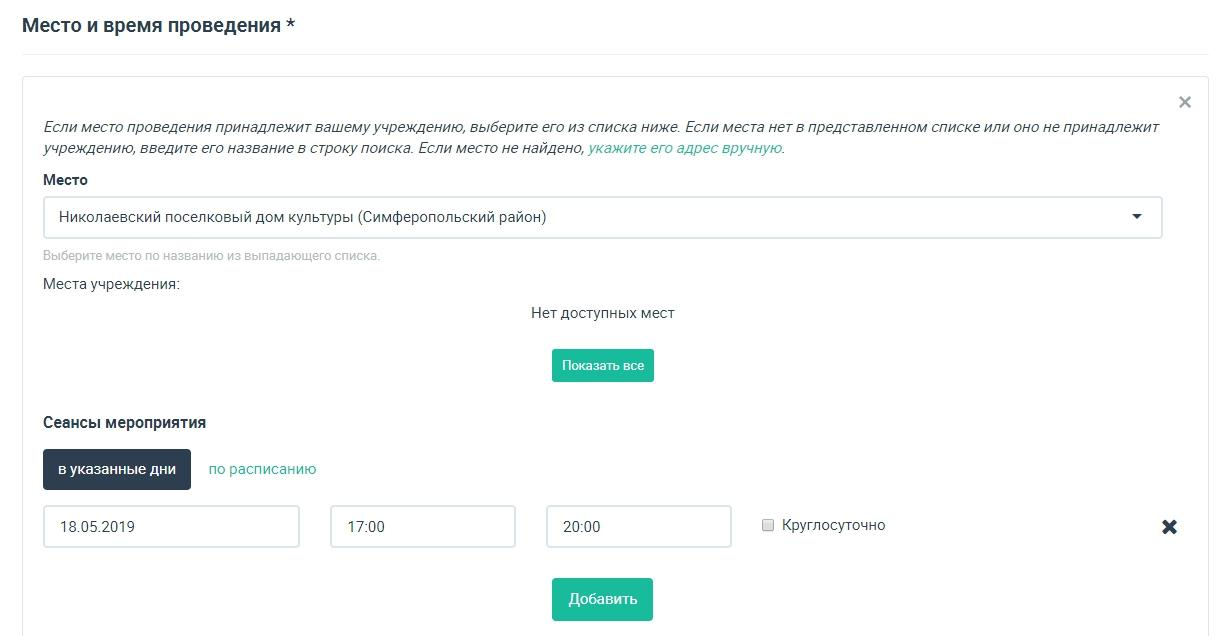 Место и время проведения *
Если место проведения принадлежит вашему учреждению, выберите его из списка ниже. Если места нет в представленном списке или оно не принадлежит
учреждению, введите его название в строку поиска. Если место не найдено, укажите его адрес вручную.
Место
Николаевский поселковый дом культуры (Симферопольский район)
Выберите место по названию из выпадающего списка.
Места учреждения:
Нет доступных мест
Показать все
Сеансы мероприятия
в указанные дни по расписанию
18.05.2019 17:00 20:00 Круглосуточно
Добавить